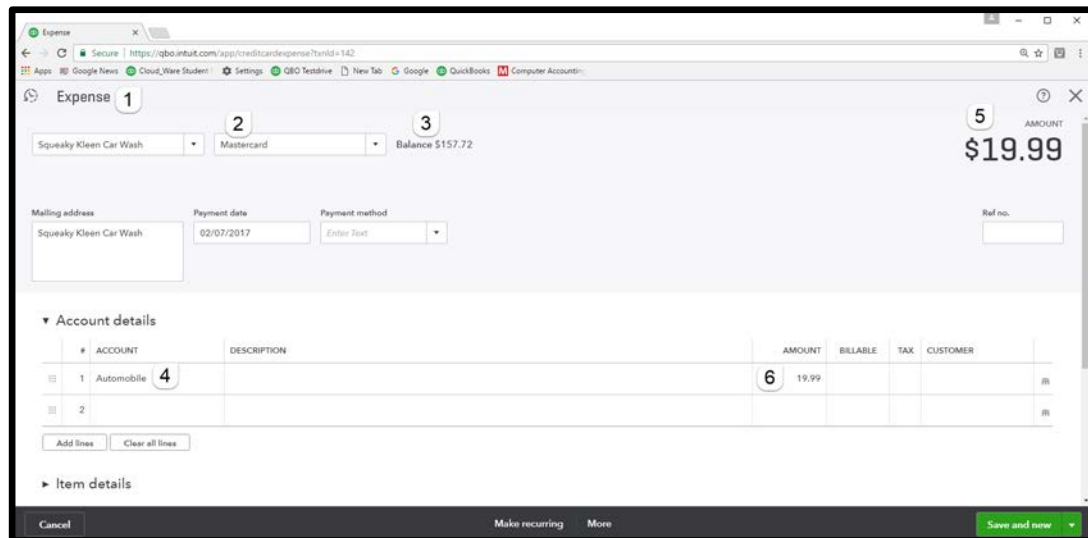 Expense
Secure https://qbo.intuit.com/app/creditcardexpense?txnId=142
Apps Google News Cloud_Ware Student Settings QBO Testdrive New Tab Google QuickBooks Computer Accounting
Expense 1
2 3 5 AMOUNT
Squeaky Kleen Car Wash Mastercard Balance $157.72 $19.99
Mailing address Payment date Payment method Ref no.
Squeaky Kleen Car Wash 02/07/2017 Enter Text
Account details
# ACCOUNT DESCRIPTION AMOUNT BILLABLE TAX CUSTOMER
1 Automobile 4 6 19.99
2
Add lines Clear all lines
Item details
Cancel Make recurring More Save and new